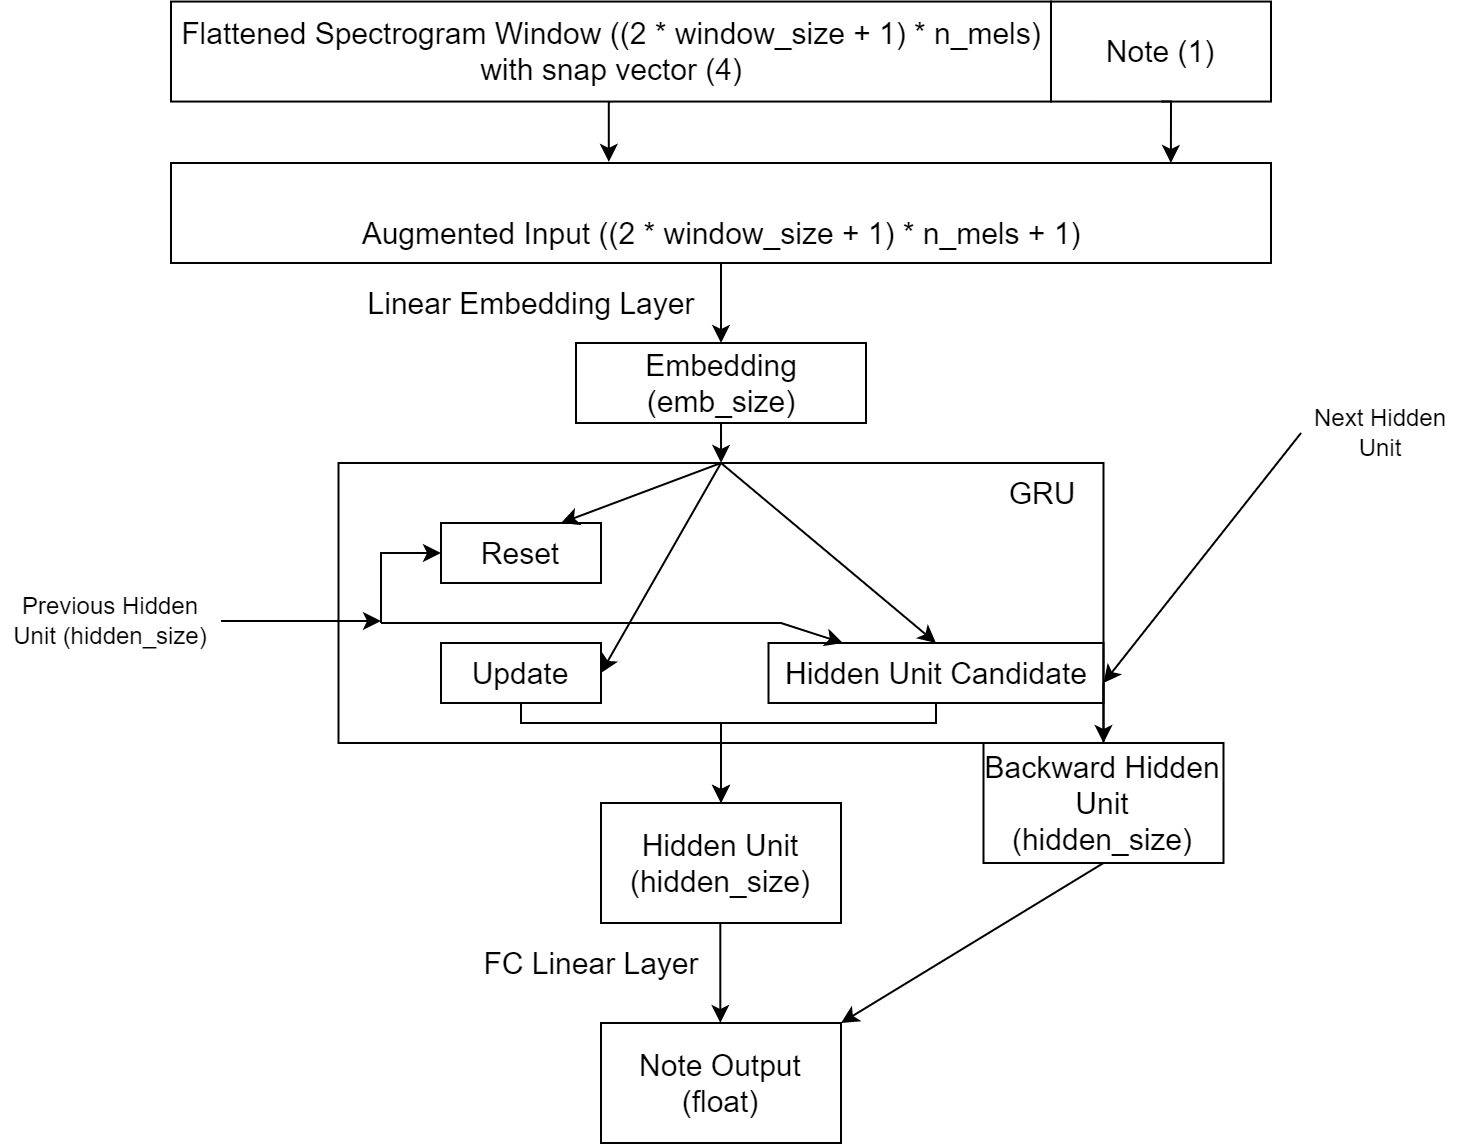 Flattened Spectrogram Window ((2 * window_size + 1) * n_mels)
with snap vector (4)
Note (1)
Augmented Input ((2 * window_size + 1) * n_mels + 1)
Linear Embedding Layer
Embedding
(emb_size)
Next Hidden
Unit
GRU
Reset
Previous Hidden
Unit (hidden_size)
Update
Hidden Unit Candidate
Backward Hidden
Unit
(hidden_size)
Hidden Unit
(hidden_size)
FC Linear Layer
Note Output
(float)